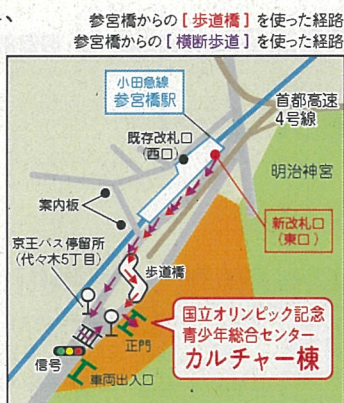 参宮橋からの [ 歩道橋 ] を使った経路
参宮橋からの [ 横断歩道 ] を使った経路
小田急線
参宮橋駅
首都高速
4号線
既存改札口
(西口)
明治神宮
案内板
新改札口
(東口)
京王バス停留所
(代々木5丁目)
歩道橋
国立オリンピック記念
青少年総合センター
カルチャー棟
正門
信号
車両出入口